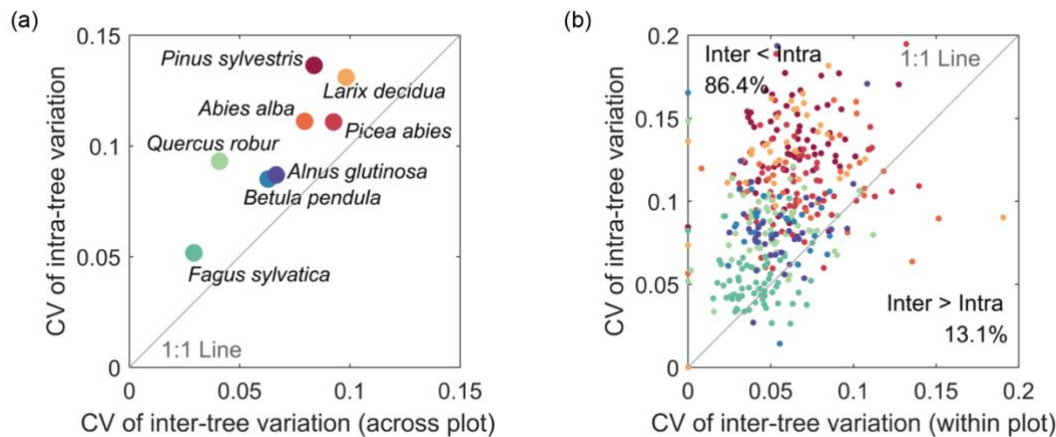 (a)
0.15
0.1
0.05
0
CV of intra-tree variation
Pinus sylvestris
Larix decidua
Abies alba
Picea abies
Quercus robur
Alnus glutinosa
Betula pendula
Fagus sylvatica
1:1 Line
0 0.05 0.1 0.15
CV of inter-tree variation (across plot)
(b)
0.2
0.15
0.1
0.05
0
CV of intra-tree variation
Inter < Intra
86.4%
1:1 Line
Inter > Intra
13.1%
0 0.05 0.1 0.15 0.2
CV of inter-tree variation (within plot)